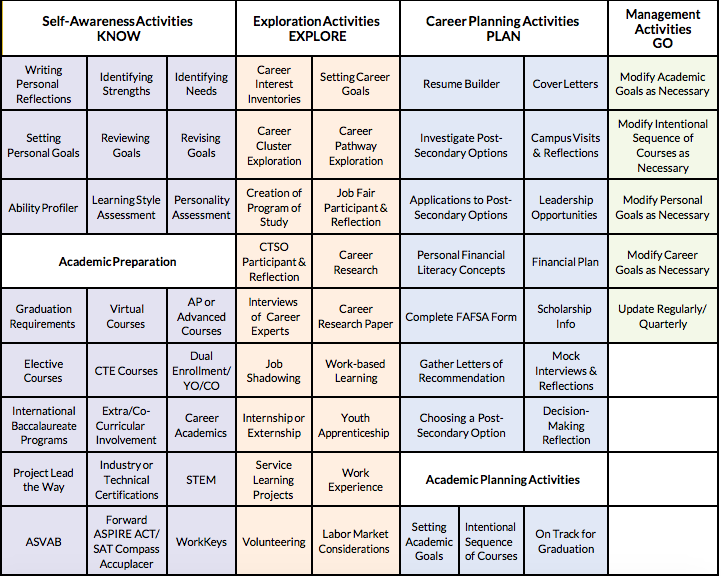 Self-Awareness Activities
KNOW
Exploration Activities
EXPLORE
Career Planning Activities
PLAN
Management
Activities
GO
Writing
Personal
Reflections
Identifying
Strengths
Identifying
Needs
Career
Interest
Inventories
Setting Career
Goals
Resume Builder
Cover Letters
Modify Academic
Goals as Necessary
Setting
Personal Goals
Reviewing
Goals
Revising
Goals
Career
Cluster
Exploration
Career
Pathway
Exploration
Investigate Post-
Secondary Options
Campus Visits
& Reflections
Modify Intentional
Sequence of
Courses as
Necessary
Ability Profiler
Learning Style
Assessment
Personality
Assessment
Creation of
Program of
Study
Job Fair
Participant &
Reflection
Applications to Post-
Secondary Options
Leadership
Opportunities
Modify Personal
Goals as Necessary
Academic Preparation
CTSO
Participant &
Reflection
Career
Research
Personal Financial
Literacy Concepts
Financial Plan
Modify Career
Goals as Necessary
Graduation
Requirements
Virtual
Courses
AP or
Advanced
Courses
Interviews
of Career
Experts
Career
Research Paper
Complete FAFSA Form
Scholarship
Info
Update Regularly/
Quarterly
Elective
Courses
CTE Courses
Dual
Enrollment/
YO/CO
Job
Shadowing
Work-based
Learning
Gather Letters of
Recommendation
Mock
Interviews &
Reflections
International
Baccalaureate
Programs
Extra/Co-
Curricular
Involvement
Career
Academics
Internship or
Externship
Youth
Apprenticeship
Choosing a Post-
Secondary Option
Decision-
Making
Reflection
Project Lead
the Way
Industry or
Technical
Certifications
STEM
Service
Learning
Projects
Work
Experience
Academic Planning Activities
ASVAB
Forward
ASPIRE ACT/
SAT Compass
Accuplacer
WorkKeys
Volunteering
Labor Market
Considerations
Setting
Academic
Goals
Intentional
Sequence
of Courses
On Track for
Graduation